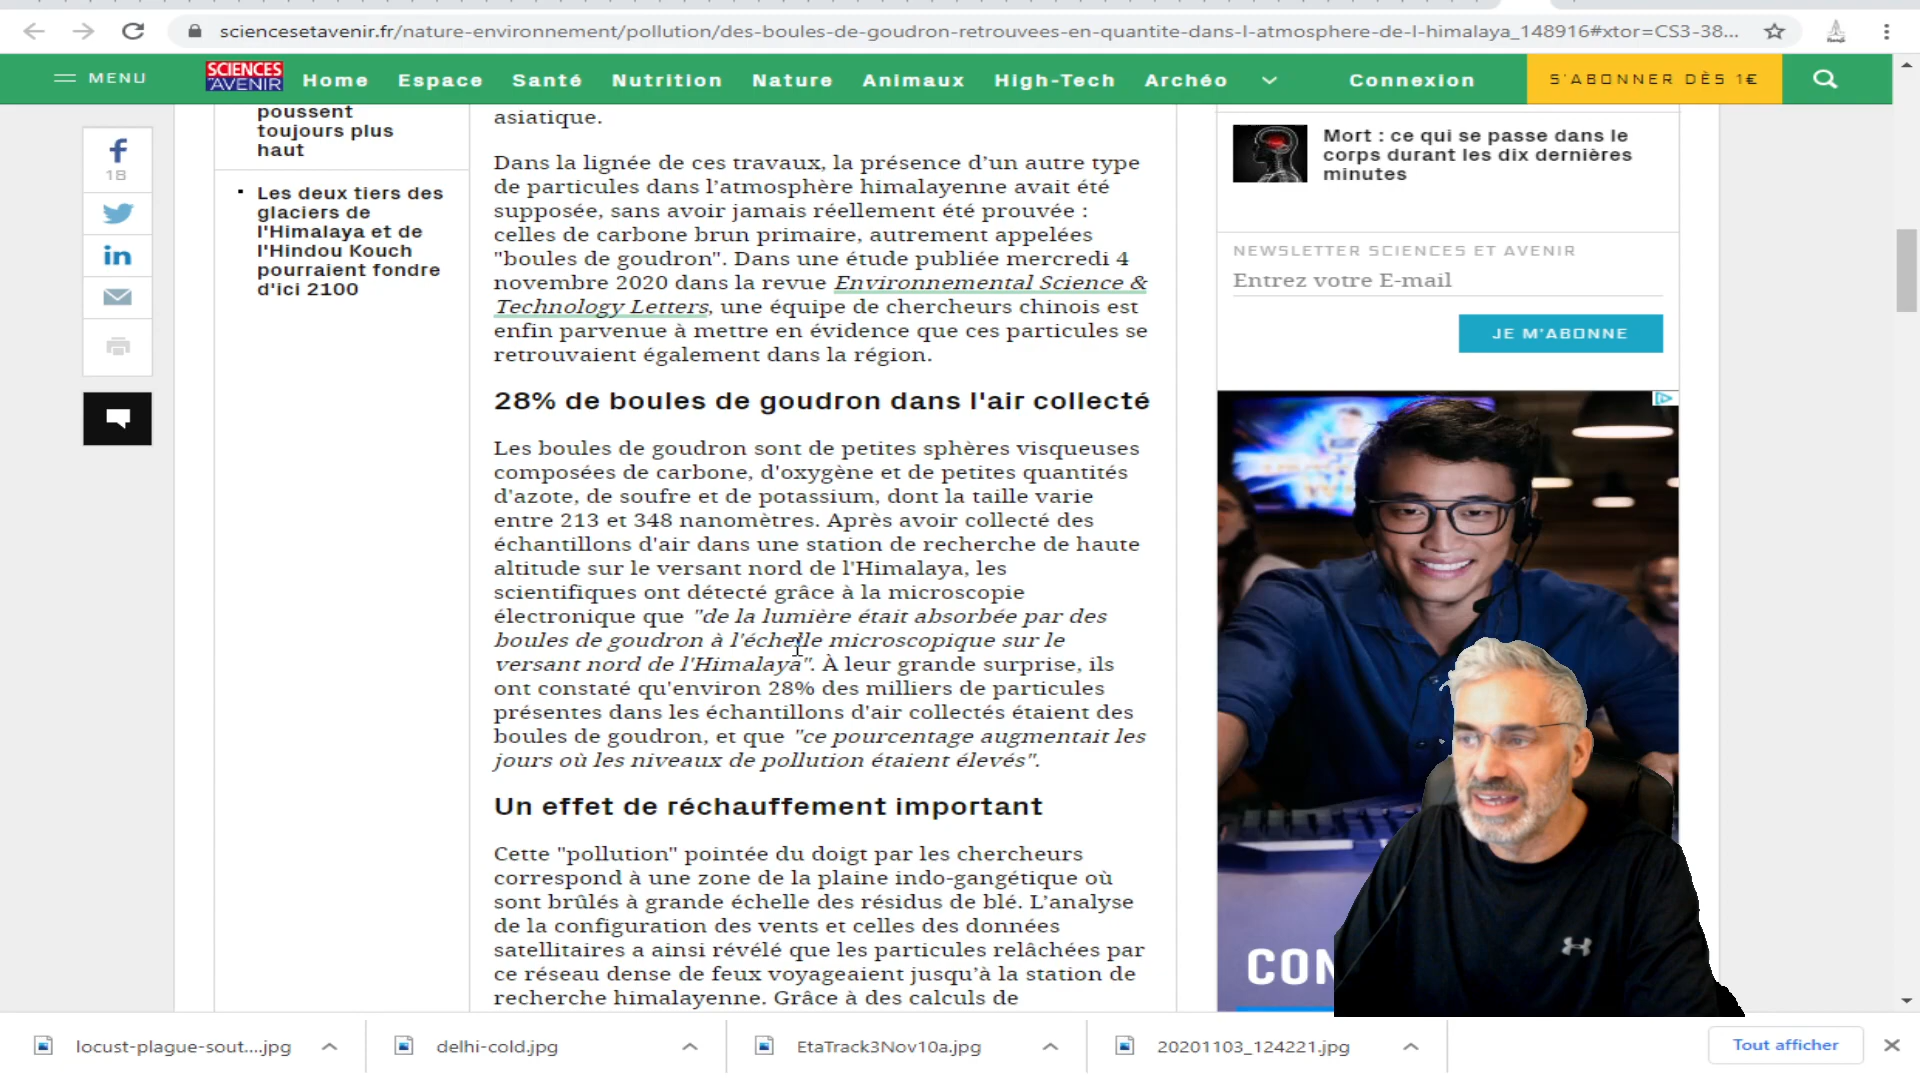 sciencesetavenir.fr/nature-environnement/pollution/des-boules-de-goudron-retrouvees-en-quantite-dans-l-atmosphere-de-l-himalaya_148916#xtor=CS3-38...
MENU
SCIENCES
AVENIR
Home
Espace
Santé
Nutrition
Nature
Animaux
High-Tech
Archéo
Connexion
S'ABONNER DÈS 1€
18
poussent
toujours plus
haut
Les deux tiers des
glaciers de
l'Himalaya et de
l'Hindou Kouch
pourraient fondre
d'ici 2100
asiatique.
Dans la lignée de ces travaux, la présence d’un autre type
de particules dans l’atmosphère himalayenne avait été
supposée, sans avoir jamais réellement été prouvée :
celles de carbone brun primaire, autrement appelées
"boules de goudron". Dans une étude publiée mercredi 4
novembre 2020 dans la revue Environnemental Science &
Technology Letters, une équipe de chercheurs chinois est
enfin parvenue à mettre en évidence que ces particules se
retrouvaient également dans la région.
28% de boules de goudron dans l'air collecté
Les boules de goudron sont de petites sphères visqueuses
composées de carbone, d'oxygène et de petites quantités
d'azote, de soufre et de potassium, dont la taille varie
entre 213 et 348 nanomètres. Après avoir collecté des
échantillons d'air dans une station de recherche de haute
altitude sur le versant nord de l'Himalaya, les
scientifiques ont détecté grâce à la microscopie
électronique que "de la lumière était absorbée par des
boules de goudron à l'échelle microscopique sur le
versant nord de l'Himalaya". À leur grande surprise, ils
ont constaté qu'environ 28% des milliers de particules
présentes dans les échantillons d'air collectés étaient des
boules de goudron, et que "ce pourcentage augmentait les
jours où les niveaux de pollution étaient élevés".
Un effet de réchauffement important
Cette "pollution" pointée du doigt par les chercheurs
correspond à une zone de la plaine indo-gangétique où
sont brûlés à grande échelle des résidus de blé. L’analyse
de la configuration des vents et celles des données
satellitaires a ainsi révélé que les particules relâchées par
ce réseau dense de feux voyageaient jusqu’à la station de
recherche himalayenne. Grâce à des calculs de
Mort : ce qui se passe dans le
corps durant les dix dernières
minutes
NEWSLETTER SCIENCES ET AVENIR
Entrez votre E-mail
JE M'ABONNE
CON
locust-plague-sout....jpg
delhi-cold.jpg
EtaTrack3Nov10a.jpg
20201103_124221.jpg
Tout afficher